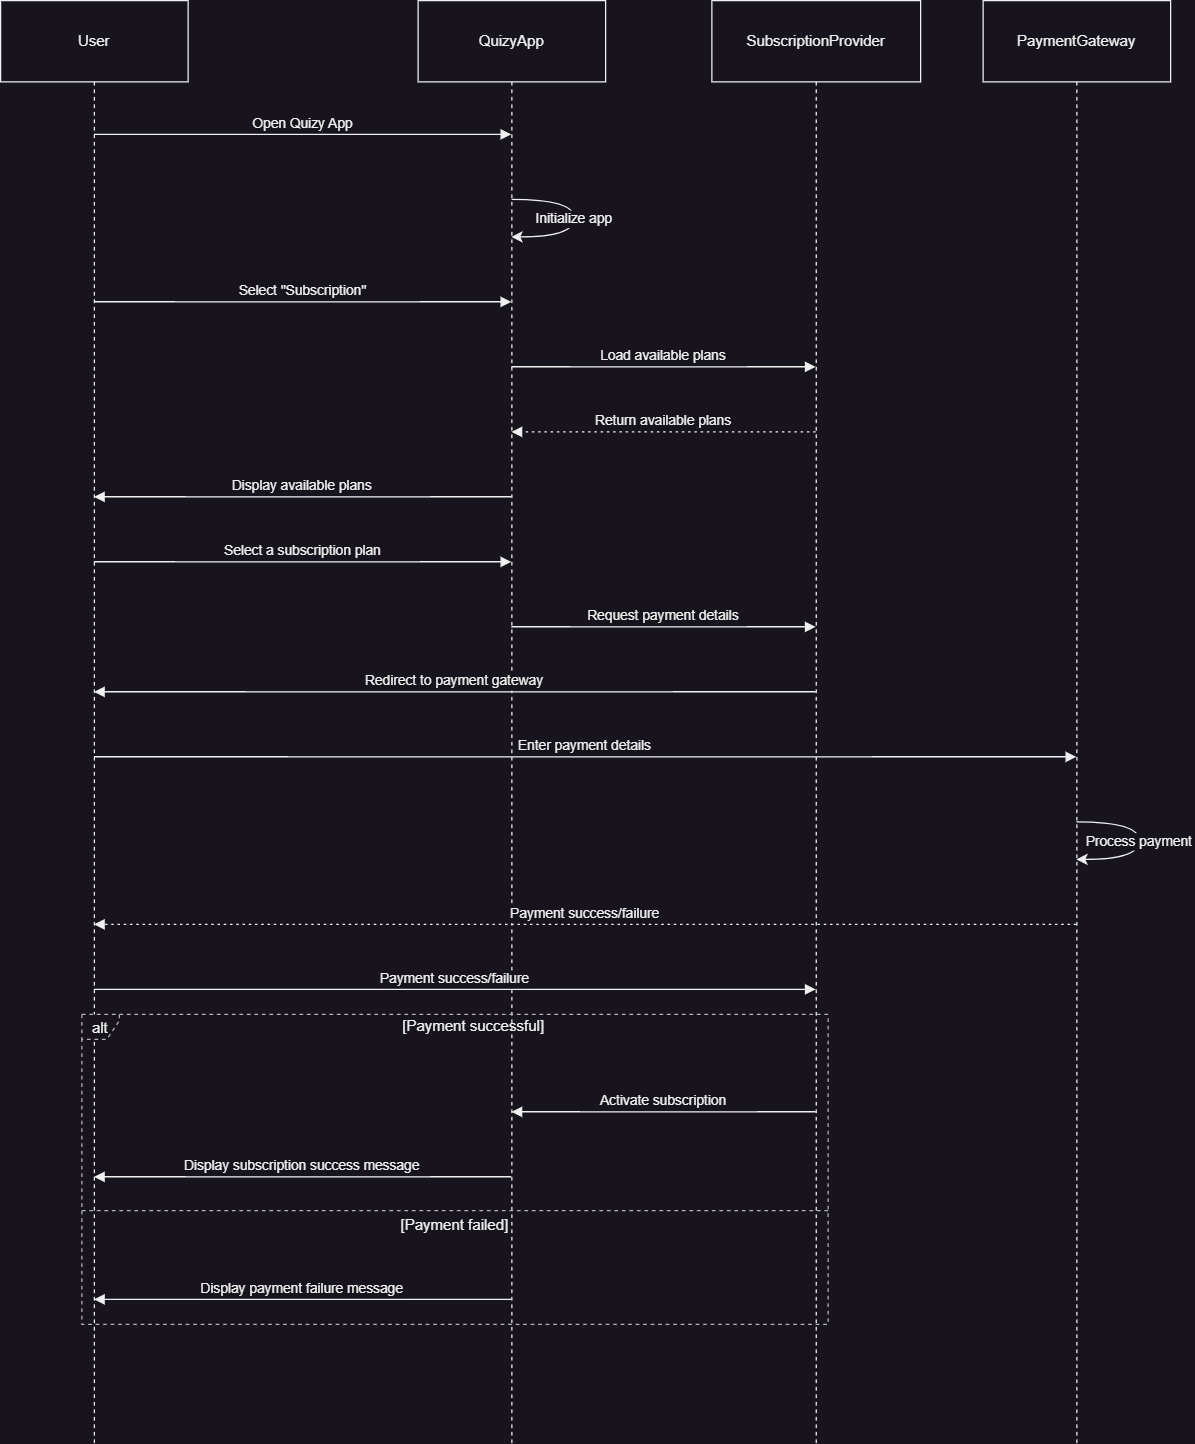 User
QuizyApp
SubscriptionProvider
PaymentGateway
Open Quizy App
Initialize app
Select "Subscription"
Load available plans
Return available plans
Display available plans
Select a subscription plan
Request payment details
Redirect to payment gateway
Enter payment details
Process payment
Payment success/failure
Payment success/failure
alt
[Payment successful]
Activate subscription
Display subscription success message
[Payment failed]
Display payment failure message